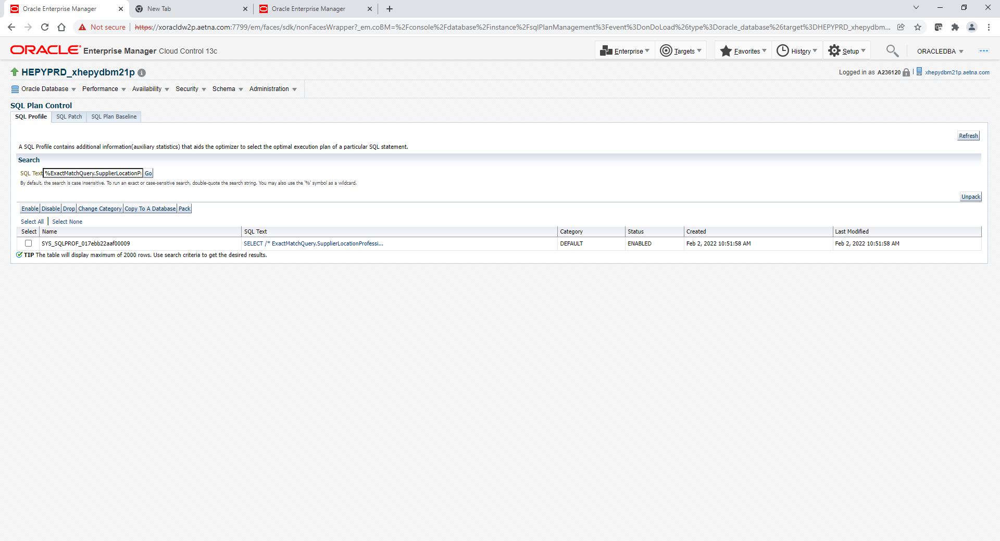 Oracle Enterprise Manager
New Tab
Oracle Enterprise Manager
Not secure
https://xoracldw2p.aetna.com:7799/em/faces/sdk/nonFacesWrapper?_em.coBM=%2Fconsole%2Fdatabase%2Finstance%2FsqlPlanManagement%3Fevent%3DonDoLoad%26type%3Doracle_database%26target%3DHEPYPRD_xhepydbm...
ORACLE Enterprise Manager Cloud Control 13c
Enterprise
Targets
Favorites
History
Setup
ORACLEDBA
HEPYPRD_xhepydbm21p
Logged in as A236120
xhepydbm21p.aetna.com
Oracle Database
Performance
Availability
Security
Schema
Administration
SQL Plan Control
SQL Profile
SQL Patch
SQL Plan Baseline
Refresh
A SQL Profile contains additional information(auxiliary statistics) that aids the optimizer to select the optimal execution plan of a particular SQL statement.
Search
SQL Text %ExactMatchQuery.SupplierLocationP Go
By default, the search is case insensitive. To run an exact or case-sensitive search, double-quote the search string. You may also use the '%' symbol as a wildcard.
Unpack
Enable Disable Drop Change Category Copy To A Database Pack
Select All | Select None
Select Name SQL Text Category Status Created Last Modified
SYS_SQLPROF_017ebb22aaf00009 SELECT /* ExactMatchQuery.SupplierLocationProfessi... DEFAULT ENABLED Feb 2, 2022 10:51:58 AM Feb 2, 2022 10:51:58 AM
TIP The table will display maximum of 2000 rows. Use search criteria to get the desired results.